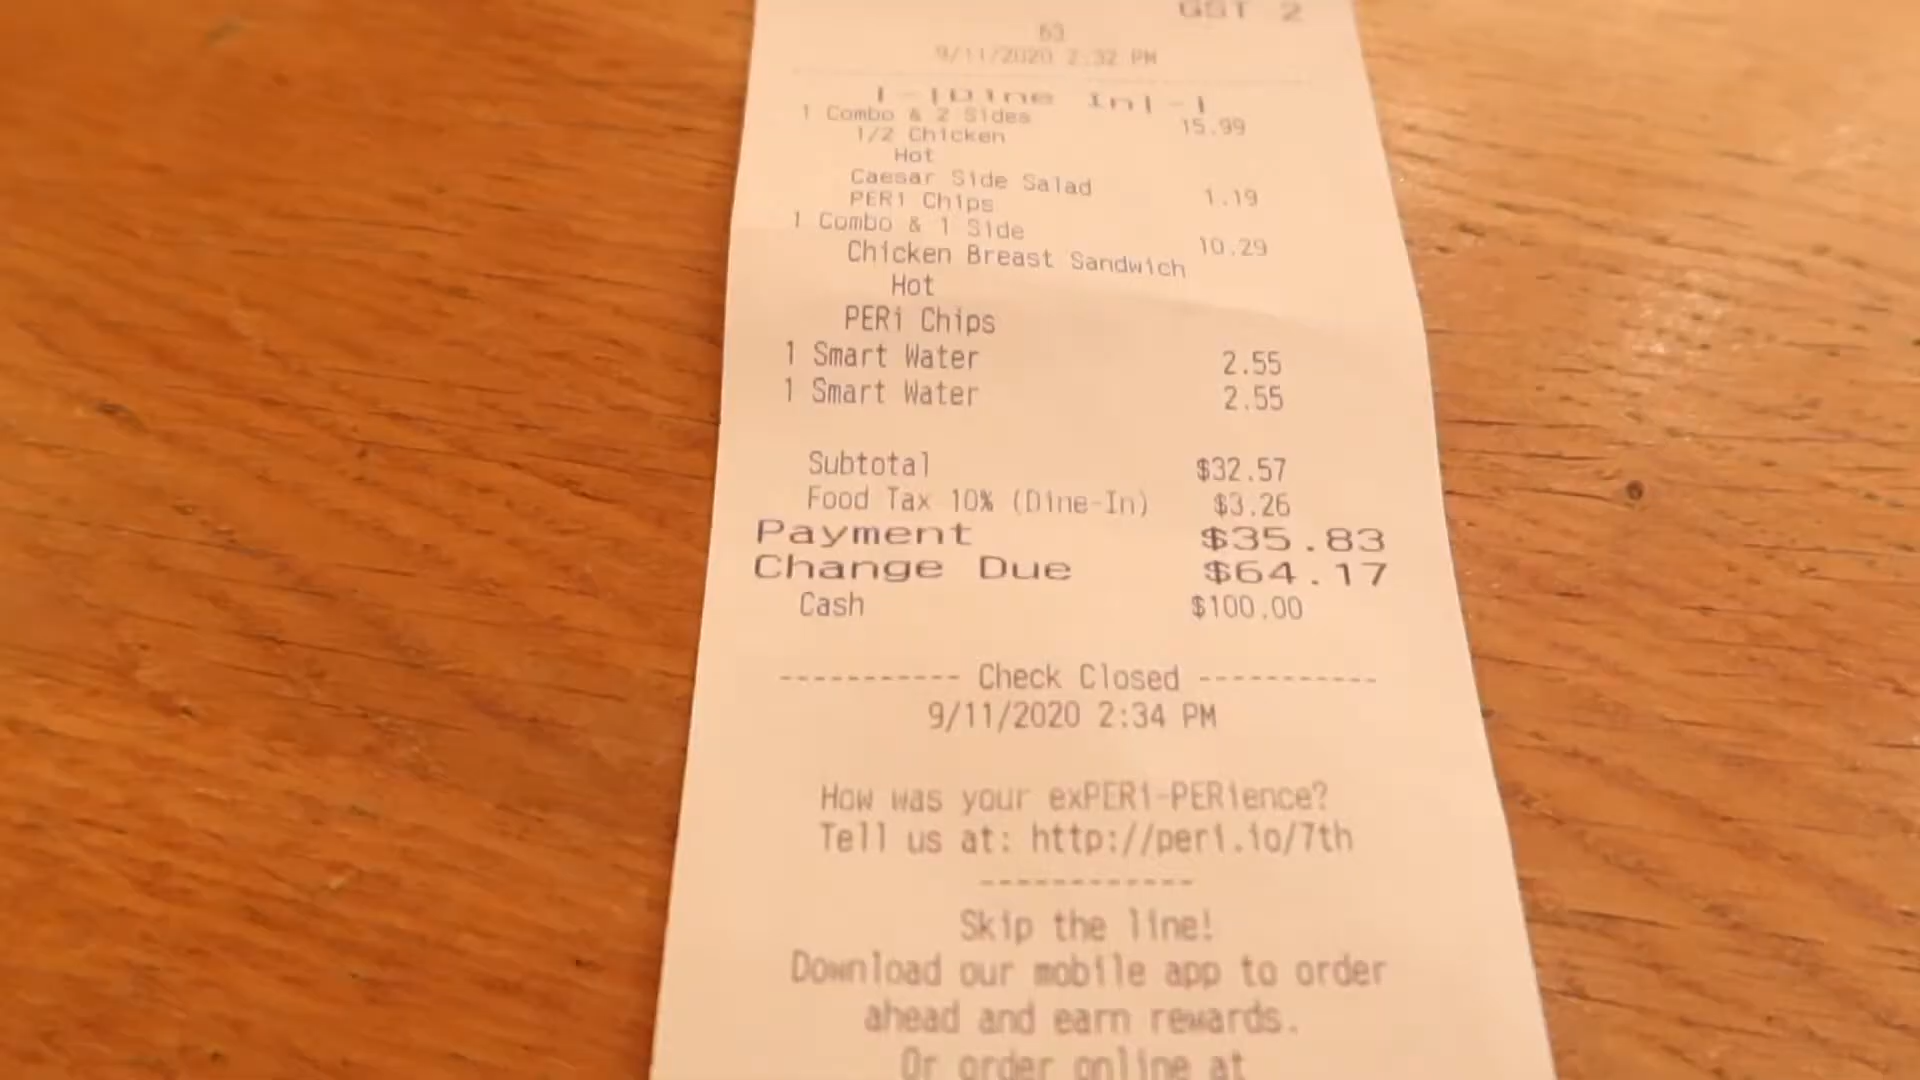 GST 2
63
9/11/2020 2:32 PM
[-[Dine In]-]
1 Combo & 2 Sides 15.99
1/2 Chicken
Hot
Caesar Side Salad 1.19
PERi Chips
1 Combo & 1 Side 10.29
Chicken Breast Sandwich
Hot
PERi Chips
1 Smart Water 2.55
1 Smart Water 2.55
Subtotal $32.57
Food Tax 10% (Dine-In) $3.26
Payment $35.83
Change Due $64.17
Cash $100.00
----------- Check Closed -----------
9/11/2020 2:34 PM
How was your exPERi-PERience?
Tell us at: http://peri.io/7th
------------
Skip the line!
Download our mobile app to order
ahead and earn rewards.
Or order online at